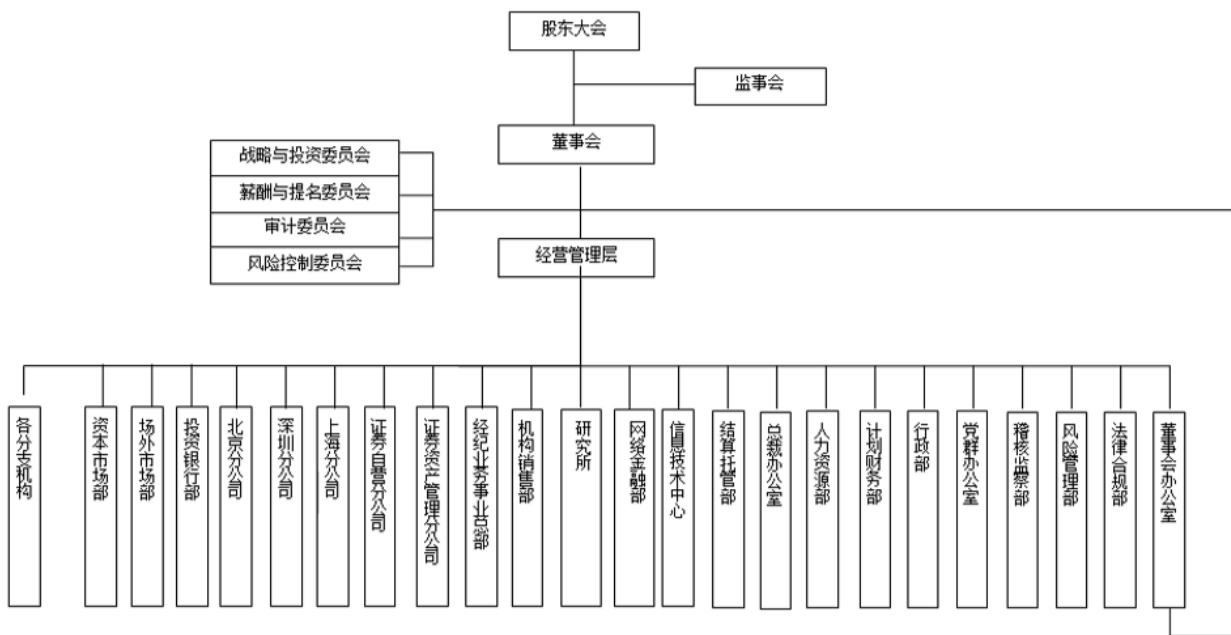 股东大会
监事会
董事会
战略与投资委员会
薪酬与提名委员会
审计委员会
风险控制委员会
经营管理层
各分支机构
资本市场部
场外市场部
投资银行部
北京分公司
深圳分公司
上海分公司
证券自营分公司
证券资产管理分公司
经纪业务事业总部
机构销售部
研究所
网络金融部
信息技术中心
结算托管部
总裁办公室
人力资源部
计划财务部
行政部
党群办公室
稽核监察部
风险管理部
法律合规部
董事会办公室